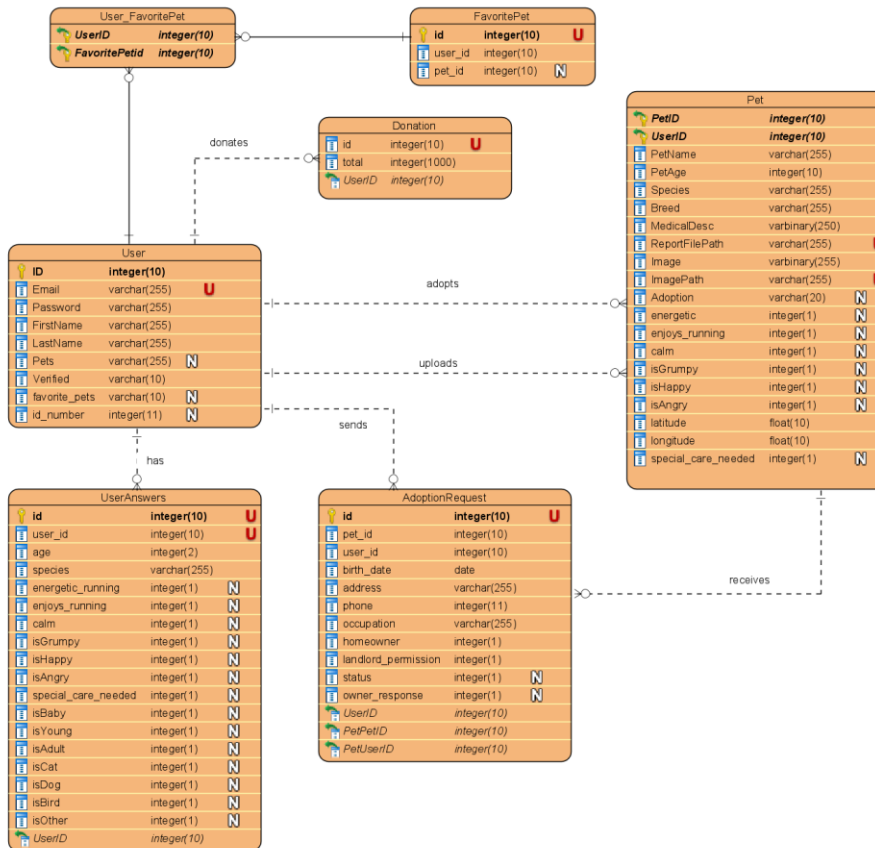 User_FavoritePet
UserID integer(10)
FavoritePetid integer(10)
FavoritePet
id integer(10) U
user_id integer(10)
pet_id integer(10) N
donates
Donation
id integer(10) U
total integer(1000)
UserID integer(10)
Pet
PetID integer(10)
UserID integer(10)
PetName varchar(255)
PetAge integer(10)
Species varchar(255)
Breed varchar(255)
MedicalDesc varbinary(250)
ReportFilePath varchar(255) U
Image varbinary(255)
ImagePath varchar(255) U
Adoption varchar(20) N
energetic integer(1) N
enjoys_running integer(1) N
calm integer(1) N
isGrumpy integer(1) N
isHappy integer(1) N
isAngry integer(1) N
latitude float(10)
longitude float(10)
special_care_needed integer(1) N
User
ID integer(10)
Email varchar(255) U
Password varchar(255)
FirstName varchar(255)
LastName varchar(255)
Pets varchar(255) N
Verified varchar(10)
favorite_pets varchar(10) N
id_number integer(11) N
adopts
uploads
sends
has
receives
UserAnswers
id integer(10) U
user_id integer(10) U
age integer(2)
species varchar(255)
energetic_running integer(1) N
enjoys_running integer(1) N
calm integer(1) N
isGrumpy integer(1) N
isHappy integer(1) N
isAngry integer(1) N
special_care_needed integer(1) N
isBaby integer(1) N
isYoung integer(1) N
isAdult integer(1) N
isCat integer(1) N
isDog integer(1) N
isBird integer(1) N
isOther integer(1) N
UserID integer(10)
AdoptionRequest
id integer(10) U
pet_id integer(10)
user_id integer(10)
birth_date date
address varchar(255)
phone integer(11)
occupation varchar(255)
homeowner integer(1)
landlord_permission integer(1)
status integer(1) N
owner_response integer(1) N
UserID integer(10)
PetPetID integer(10)
PetUserID integer(10)